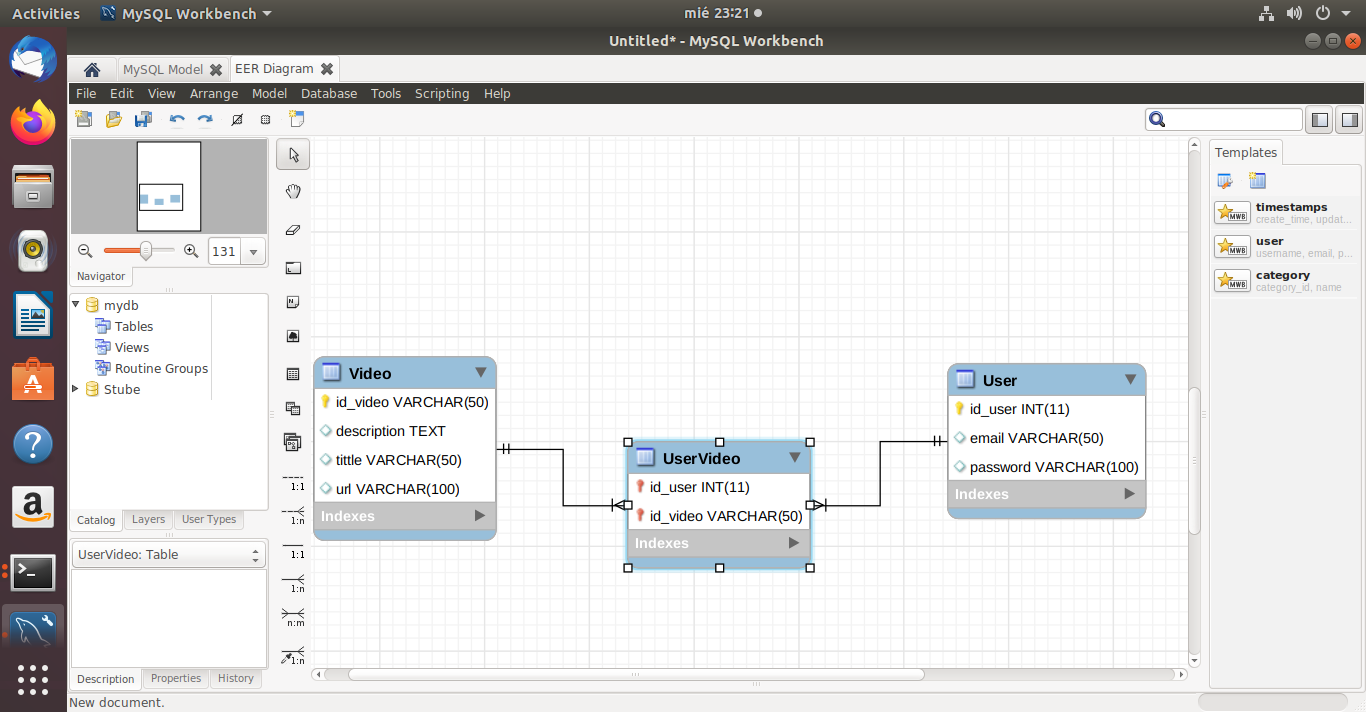 Activities
MySQL Workbench
mié 23:21
Untitled* - MySQL Workbench
MySQL Model
EER Diagram
File Edit View Arrange Model Database Tools Scripting Help
131
Navigator
mydb
Tables
Views
Routine Groups
Stube
Catalog Layers User Types
UserVideo: Table
Description Properties History
New document.
1:1
1:n
1:1
1:n
n:m
1:n
Video
id_video VARCHAR(50)
description TEXT
tittle VARCHAR(50)
url VARCHAR(100)
Indexes
UserVideo
id_user INT(11)
id_video VARCHAR(50)
Indexes
User
id_user INT(11)
email VARCHAR(50)
password VARCHAR(100)
Indexes
Templates
MWB
timestamps
create_time, updat...
MWB
user
username, email, p...
MWB
category
category_id, name